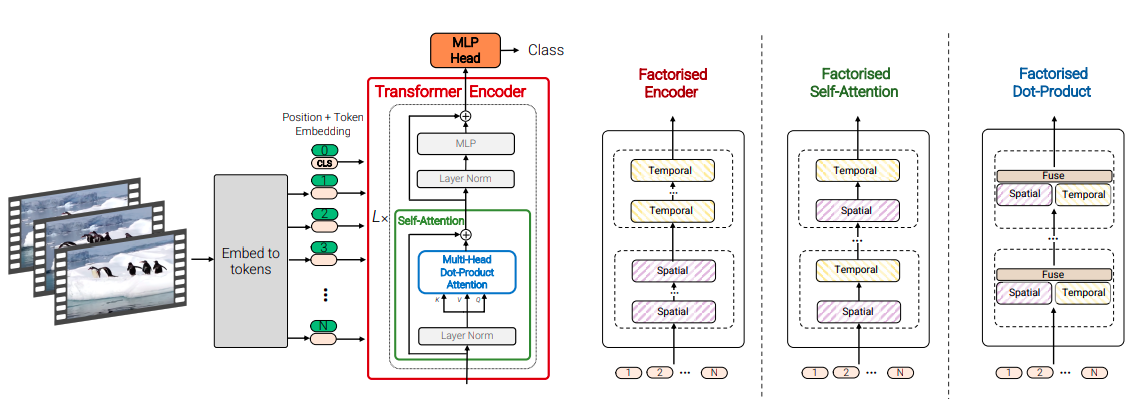 MLP
Head
Class
Transformer Encoder
Position + Token
Embedding
0
CLS
1
2
3
N
Embed to
tokens
L×
MLP
Layer Norm
Self-Attention
Multi-Head
Dot-Product
Attention
K V Q
Layer Norm
Factorised
Encoder
Temporal
...
Temporal
Spatial
...
Spatial
1 2 ... N
Factorised
Self-Attention
Temporal
Spatial
...
Temporal
Spatial
1 2 ... N
Factorised
Dot-Product
Fuse
Spatial Temporal
...
Fuse
Spatial Temporal
1 2 ... N